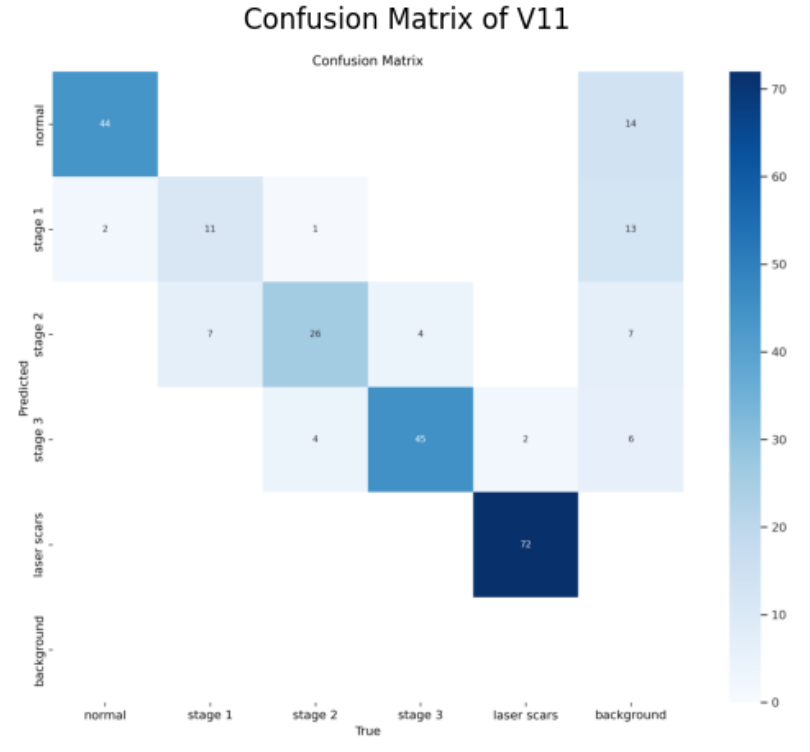 Confusion Matrix of V11
Confusion Matrix
normal
44
14
stage 1
2
11
1
13
stage 2
7
26
4
7
stage 3
4
45
2
6
laser scars
72
background
Predicted
normal
stage 1
stage 2
stage 3
laser scars
background
True
70
60
50
40
30
20
10
0